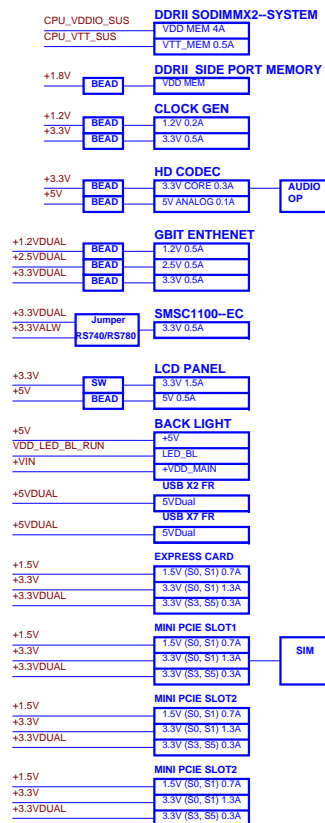 DDRII SODIMMX2--SYSTEM
CPU_VDDIO_SUS VDD MEM 4A
CPU_VTT_SUS VTT_MEM 0.5A
DDRII SIDE PORT MEMORY
+1.8V BEAD VDD MEM
CLOCK GEN
+1.2V BEAD 1.2V 0.2A
+3.3V BEAD 3.3V 0.5A
HD CODEC
+3.3V BEAD 3.3V CORE 0.3A AUDIO
+5V BEAD 5V ANALOG 0.1A OP
GBIT ENTHENET
+1.2VDUAL BEAD 1.2V 0.5A
+2.5VDUAL BEAD 2.5V 0.5A
+3.3VDUAL BEAD 3.3V 0.5A
SMSC1100--EC
+3.3VDUAL Jumper 3.3V 0.5A
+3.3VALW RS740/RS780
LCD PANEL
+3.3V SW 3.3V 1.5A
+5V BEAD 5V 0.5A
BACK LIGHT
+5V +5V
VDD_LED_BL_RUN LED_BL
+VIN +VDD_MAIN
USB X2 FR
+5VDUAL 5VDual
USB X7 FR
+5VDUAL 5VDual
EXPRESS CARD
+1.5V 1.5V (S0, S1) 0.7A
+3.3V 3.3V (S0, S1) 1.3A
+3.3VDUAL 3.3V (S3, S5) 0.3A
MINI PCIE SLOT1
+1.5V 1.5V (S0, S1) 0.7A
+3.3V 3.3V (S0, S1) 1.3A SIM
+3.3VDUAL 3.3V (S3, S5) 0.3A
MINI PCIE SLOT2
+1.5V 1.5V (S0, S1) 0.7A
+3.3V 3.3V (S0, S1) 1.3A
+3.3VDUAL 3.3V (S3, S5) 0.3A
MINI PCIE SLOT2
+1.5V 1.5V (S0, S1) 0.7A
+3.3V 3.3V (S0, S1) 1.3A
+3.3VDUAL 3.3V (S3, S5) 0.3A